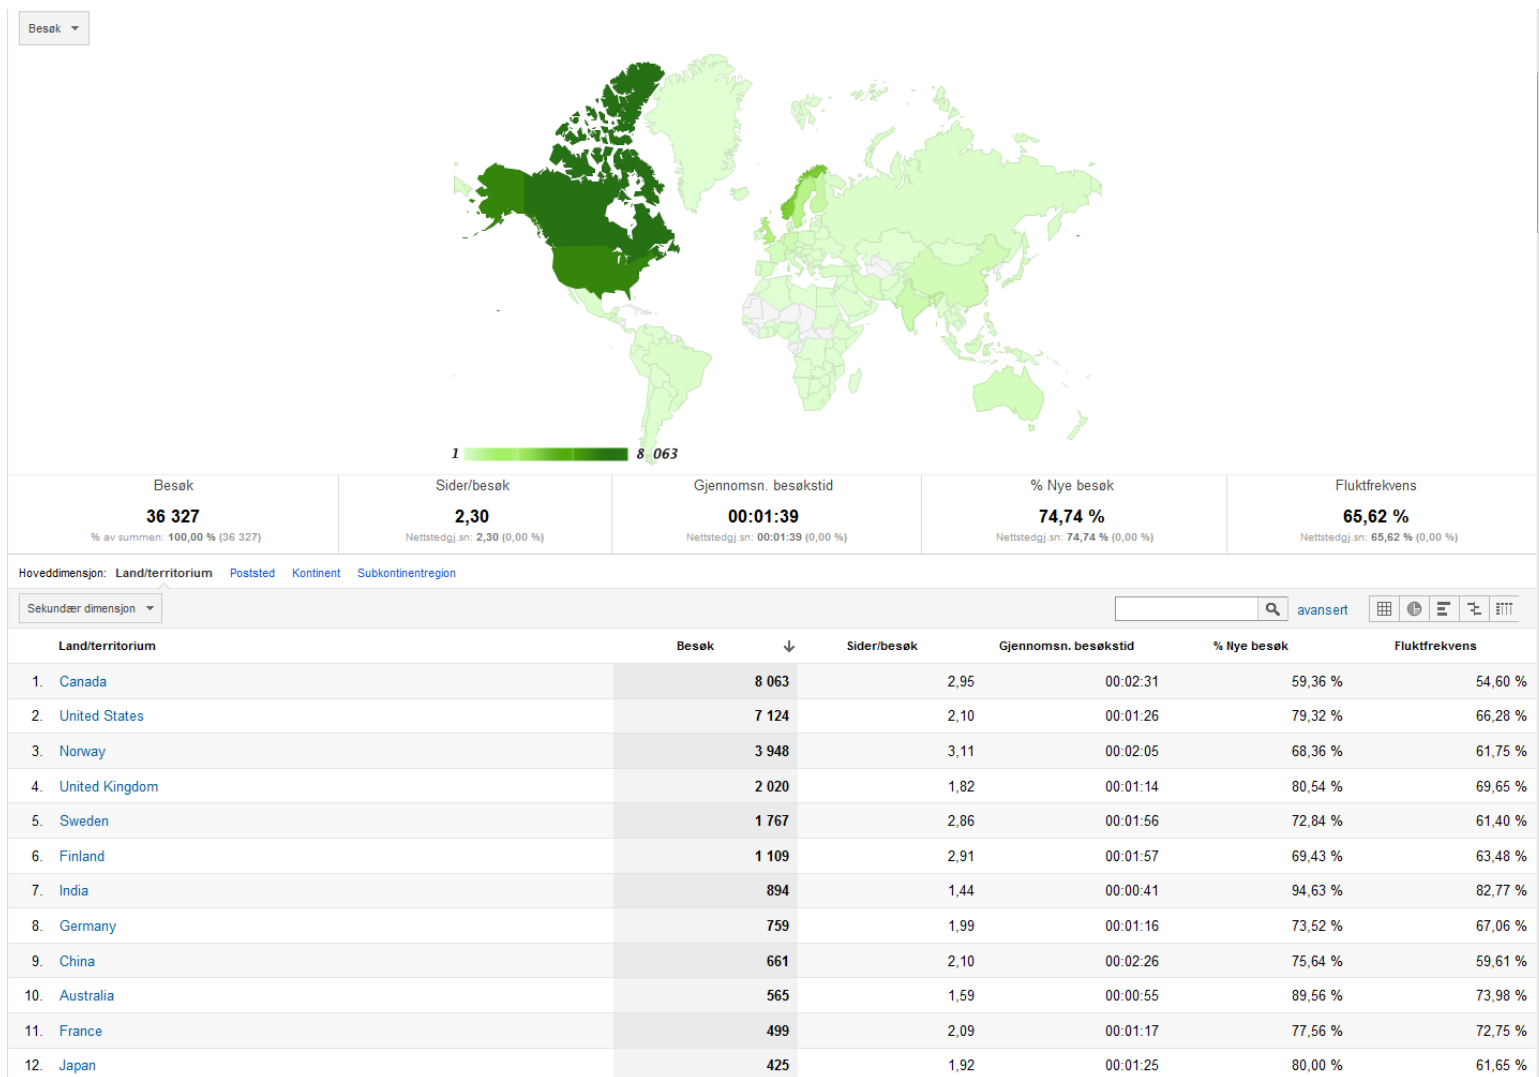 Besøk
1 8 063
Besøk Sider/besøk Gjennomsn. besøkstid % Nye besøk Fluktfrekvens
36 327 2,30 00:01:39 74,74 % 65,62 %
% av summen: 100,00 % (36 327) Nettstedgj.sn: 2,30 (0,00 %) Nettstedgj.sn: 00:01:39 (0,00 %) Nettstedgj.sn: 74,74 % (0,00 %) Nettstedgj.sn: 65,62 % (0,00 %)
Hoveddimensjon: Land/territorium Poststed Kontinent Subkontinentregion
Sekundær dimensjon avansert
Land/territorium Besøk Sider/besøk Gjennomsn. besøkstid % Nye besøk Fluktfrekvens
1. Canada 8 063 2,95 00:02:31 59,36 % 54,60 %
2. United States 7 124 2,10 00:01:26 79,32 % 66,28 %
3. Norway 3 948 3,11 00:02:05 68,36 % 61,75 %
4. United Kingdom 2 020 1,82 00:01:14 80,54 % 69,65 %
5. Sweden 1 767 2,86 00:01:56 72,84 % 61,40 %
6. Finland 1 109 2,91 00:01:57 69,43 % 63,48 %
7. India 894 1,44 00:00:41 94,63 % 82,77 %
8. Germany 759 1,99 00:01:16 73,52 % 67,06 %
9. China 661 2,10 00:02:26 75,64 % 59,61 %
10. Australia 565 1,59 00:00:55 89,56 % 73,98 %
11. France 499 2,09 00:01:17 77,56 % 72,75 %
12. Japan 425 1,92 00:01:25 80,00 % 61,65 %